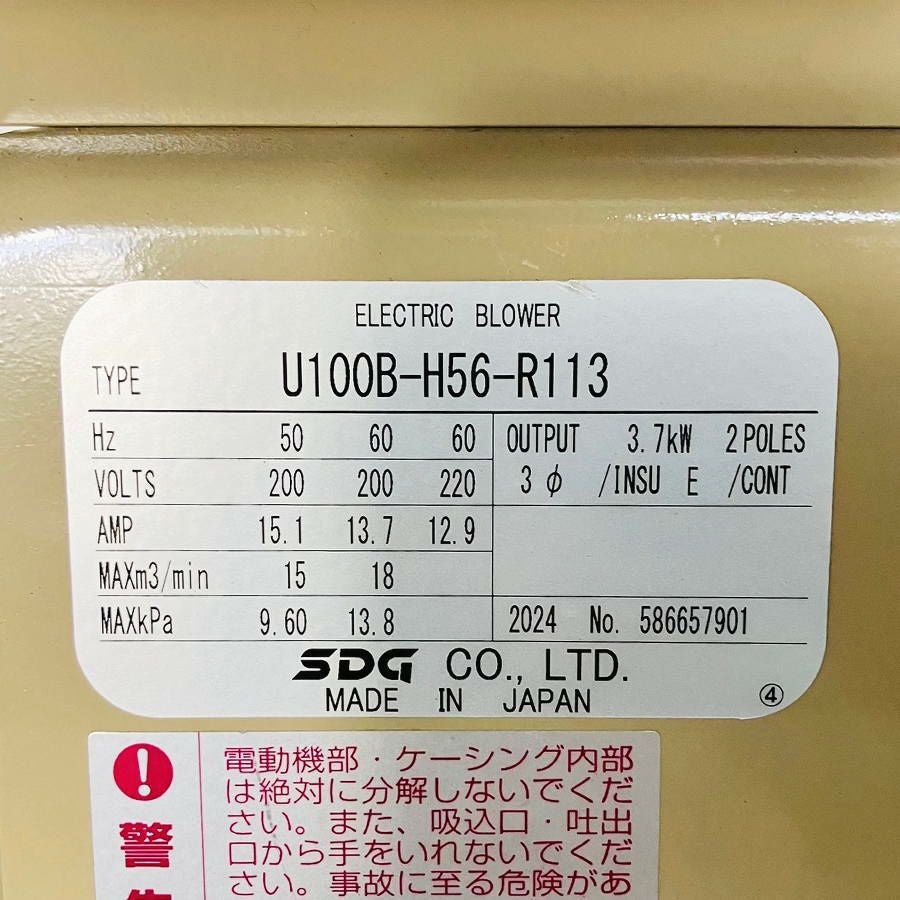 ELECTRIC BLOWER
TYPE U100B-H56-R113
Hz 50 60 60 OUTPUT 3.7kW 2POLES
VOLTS 200 200 220 3φ /INSU E /CONT
AMP 15.1 13.7 12.9
MAXm3/min 15 18
MAXkPa 9.60 13.8 2024 No. 586657901
SDG CO., LTD.
MADE IN JAPAN ④
電動機部・ケーシング内部
は絶対に分解しないでくだ
さい。また、吸込口・吐出
口から手をいれないでくだ
さい。事故に至る危険があ
警